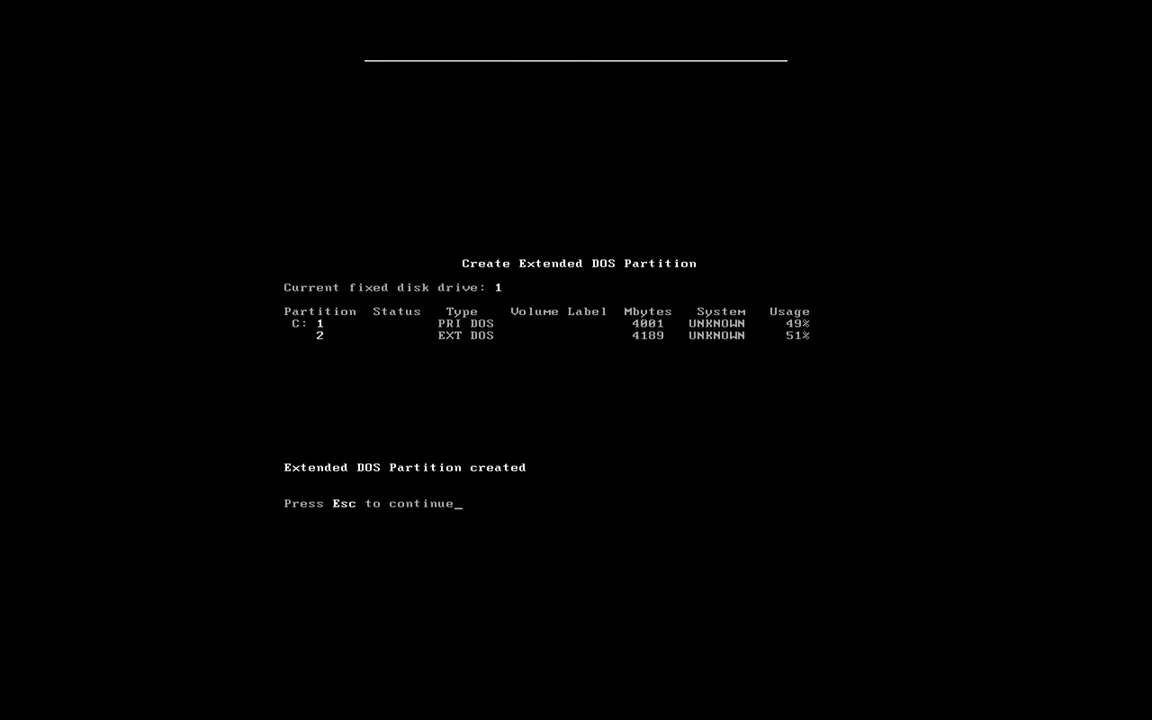 Create Extended DOS Partition
Current fixed disk drive: 1
Partition  Status  Type  Volume Label  Mbytes  System  Usage
C: 1  PRI DOS  4001  UNKNOWN  49%
2  EXT DOS  4189  UNKNOWN  51%
Extended DOS Partition created
Press Esc to continue_